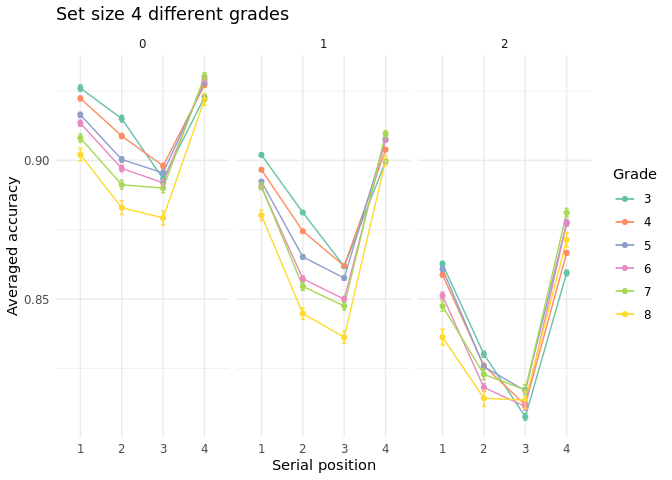 Set size 4 different grades
0 1 2
Averaged accuracy
0.90
0.85
1 2 3 4 1 2 3 4 1 2 3 4
Serial position
Grade
3
4
5
6
7
8